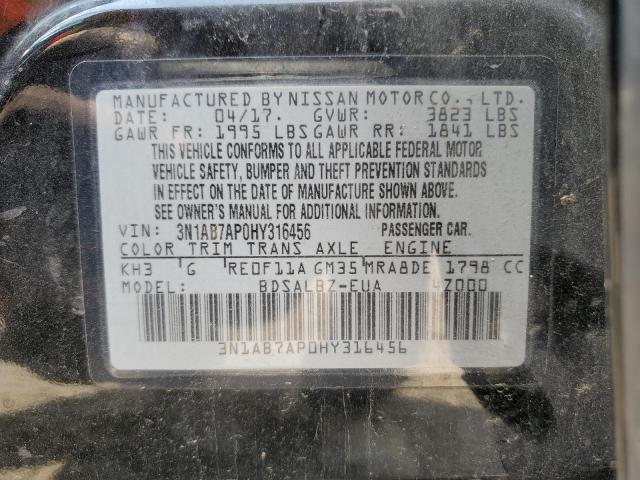 MANUFACTURED BY NISSAN MOTOR CO., LTD.
DATE: 04/17. GVWR: 3823 LBS
GAWR FR: 1995 LBS GAWR RR: 1841 LBS
THIS VEHICLE CONFORMS TO ALL APPLICABLE FEDERAL MOTOR
VEHICLE SAFETY, BUMPER AND THEFT PREVENTION STANDARDS
IN EFFECT ON THE DATE OF MANUFACTURE SHOWN ABOVE.
SEE OWNER'S MANUAL FOR ADDITIONAL INFORMATION.
VIN: 3N1AB7AP0HY316456 PASSENGER CAR.
COLOR TRIM TRANS AXLE ENGINE
KH3 G RE0F11A GM35 MRA8DE 1798 CC
MODEL: BDSALBZ-EUA 4Z000
3N1AB7AP0HY316456